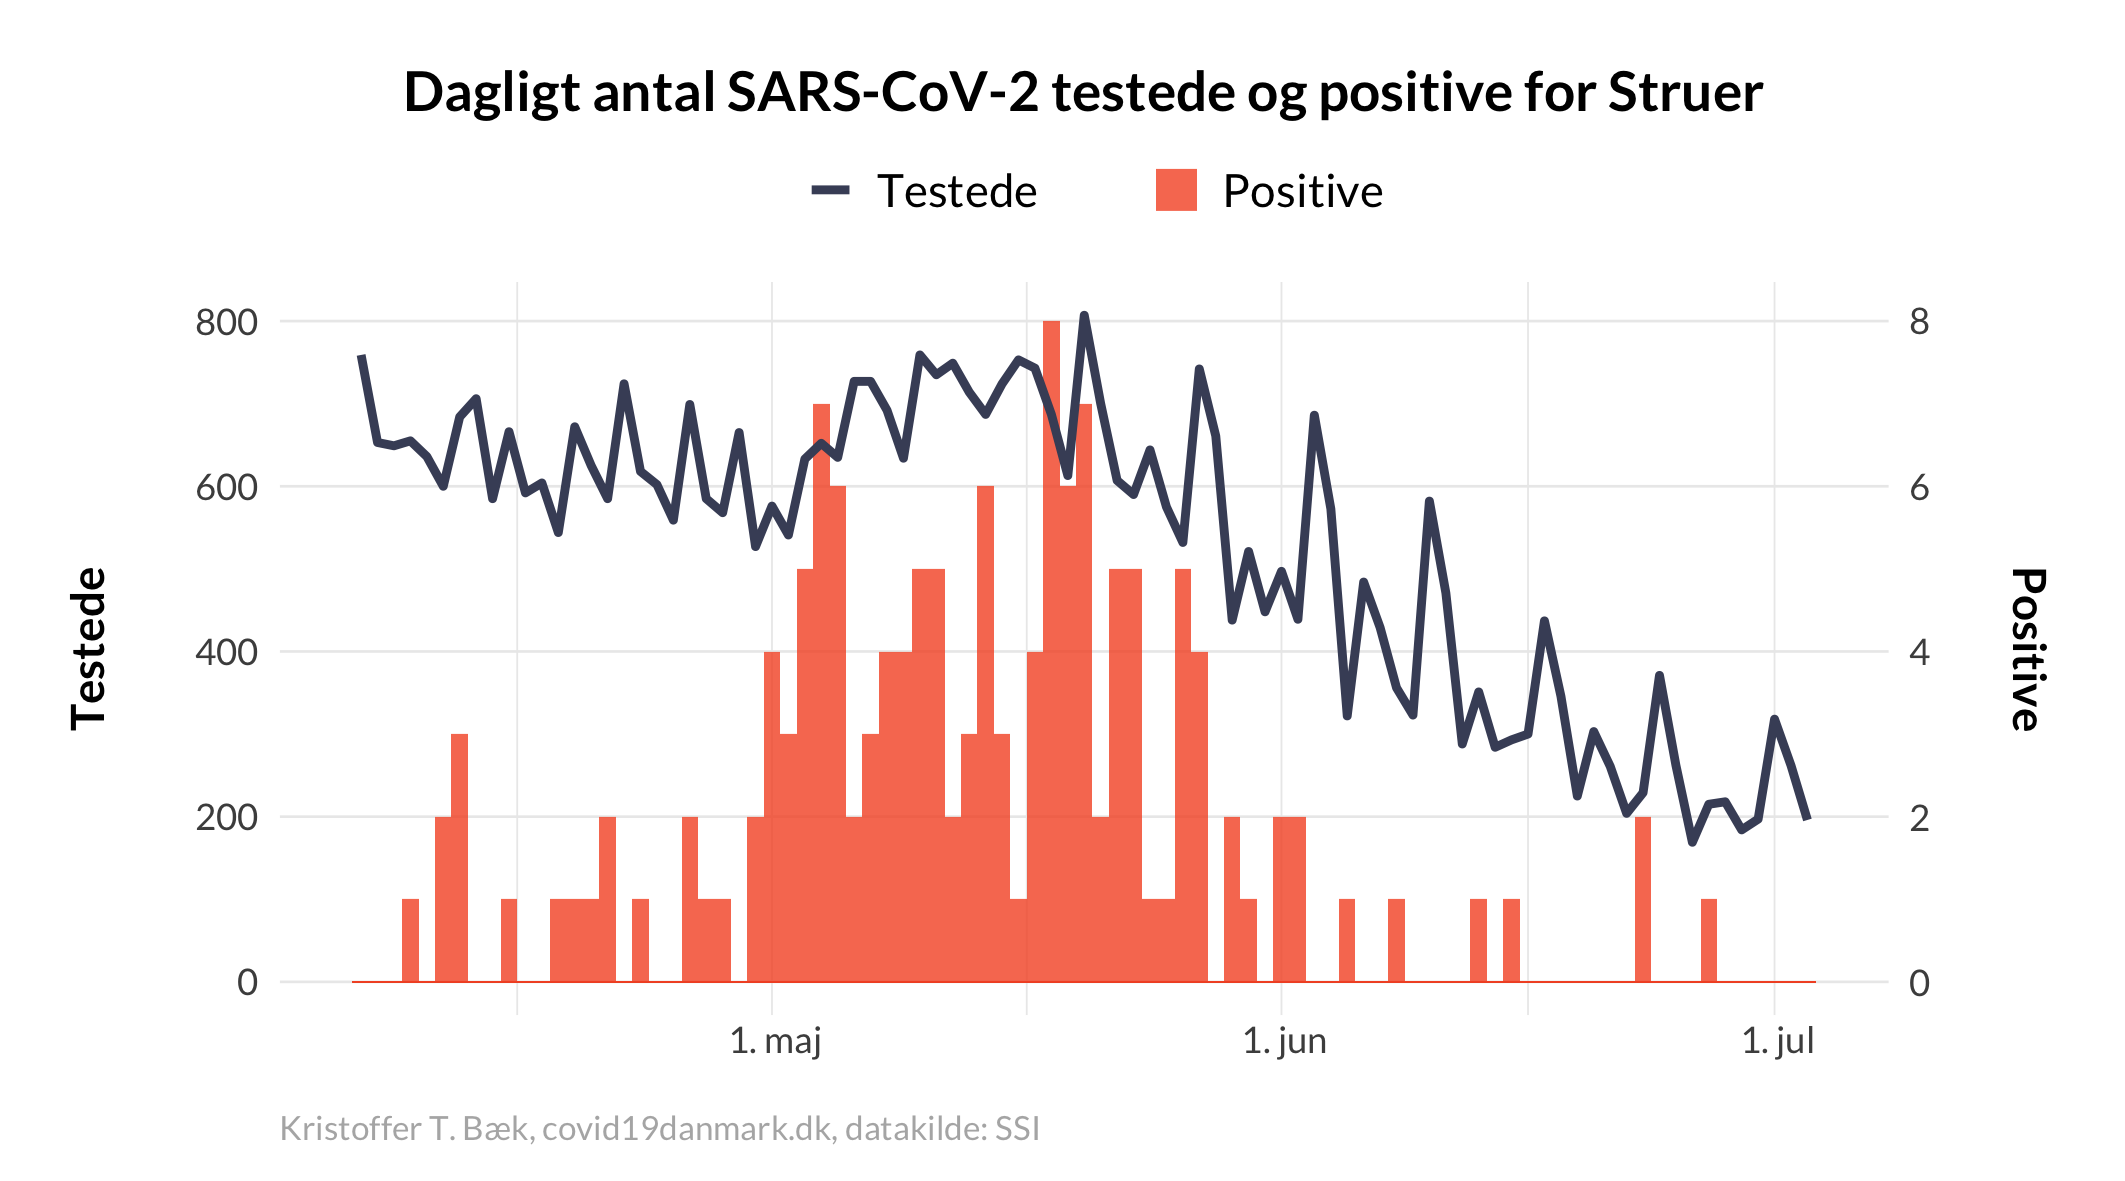 Dagligt antal SARS-CoV-2 testede og positive for Struer
Testede Positive
800 8
600 6
Testede Positive
400 4
200 2
0 0
1. maj 1. jun 1. jul
Kristoffer T. Bæk, covid19danmark.dk, datakilde: SSI